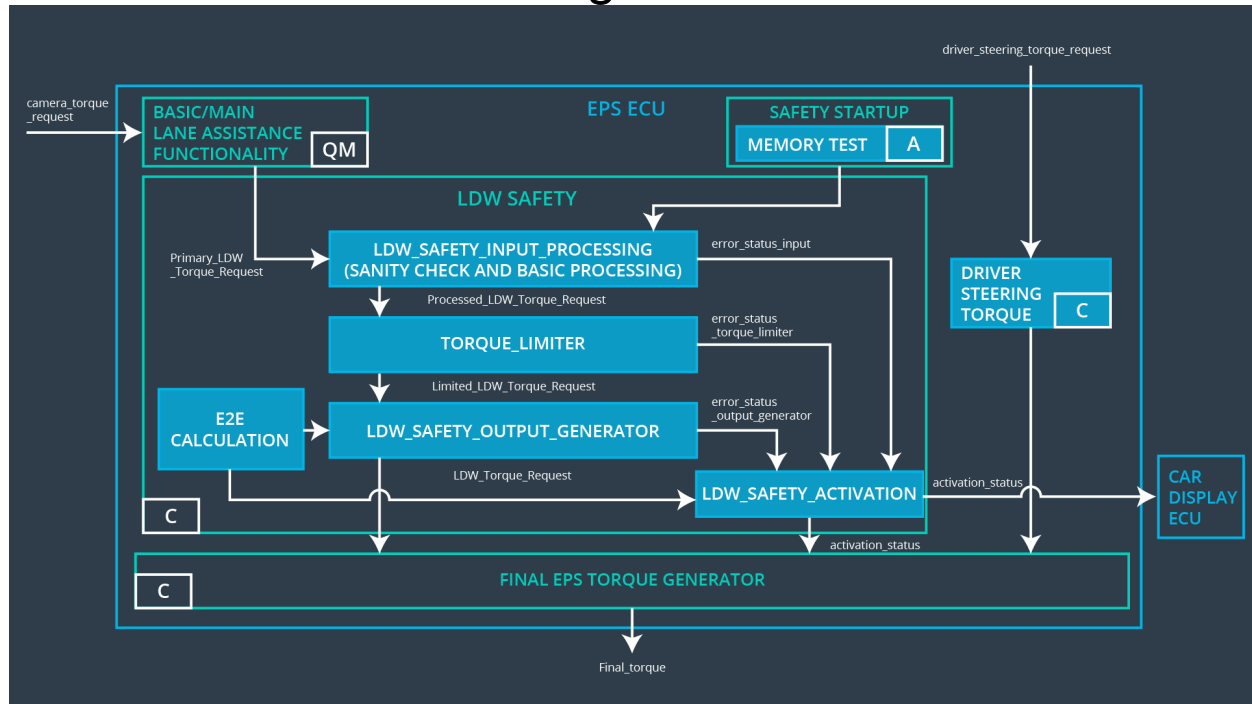 g
driver_steering_torque_request
camera_torque
_request
BASIC/MAIN
LANE ASSISTANCE
FUNCTIONALITY
QM
EPS ECU
SAFETY STARTUP
MEMORY TEST
A
LDW SAFETY
Primary_LDW
_Torque_Request
LDW_SAFETY_INPUT_PROCESSING
(SANITY CHECK AND BASIC PROCESSING)
error_status_input
DRIVER
STEERING
TORQUE
C
Processed_LDW_Torque_Request
TORQUE_LIMITER
error_status
_torque_limiter
Limited_LDW_Torque_Request
E2E
CALCULATION
LDW_SAFETY_OUTPUT_GENERATOR
error_status
_output_generator
LDW_Torque_Request
LDW_SAFETY_ACTIVATION
activation_status
CAR
DISPLAY
ECU
C
activation_status
FINAL EPS TORQUE GENERATOR
C
Final_torque